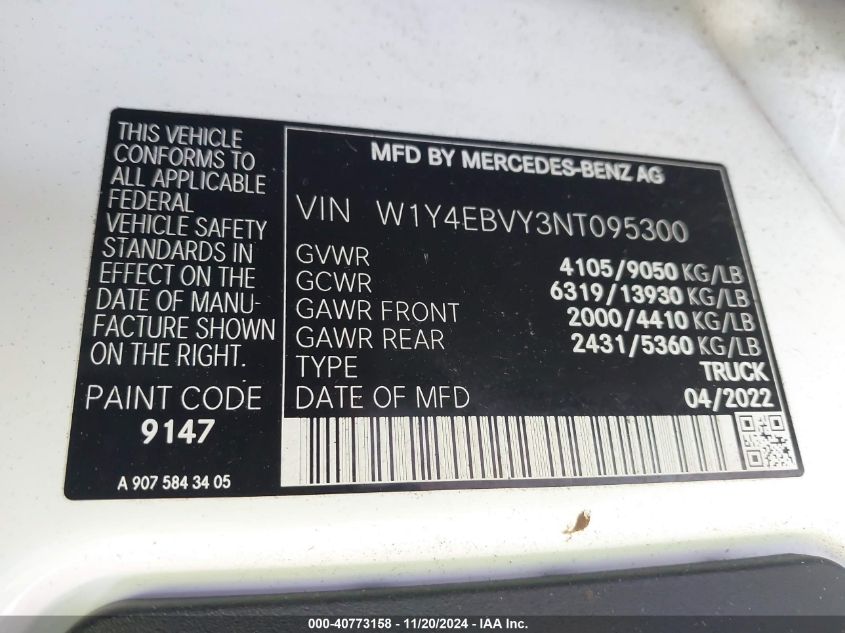 THIS VEHICLE
CONFORMS TO
ALL APPLICABLE
FEDERAL
VEHICLE SAFETY
STANDARDS IN
EFFECT ON THE
DATE OF MANU-
FACTURE SHOWN
ON THE RIGHT.
PAINT CODE
9147
A 907 584 34 05
MFD BY MERCEDES-BENZ AG
VIN W1Y4EBVY3NT095300
GVWR 4105/9050 KG/LB
GCWR 6319/13930 KG/LB
GAWR FRONT 2000/4410 KG/LB
GAWR REAR 2431/5360 KG/LB
TYPE TRUCK
DATE OF MFD 04/2022
000-40773158 - 11/20/2024 - IAA Inc.